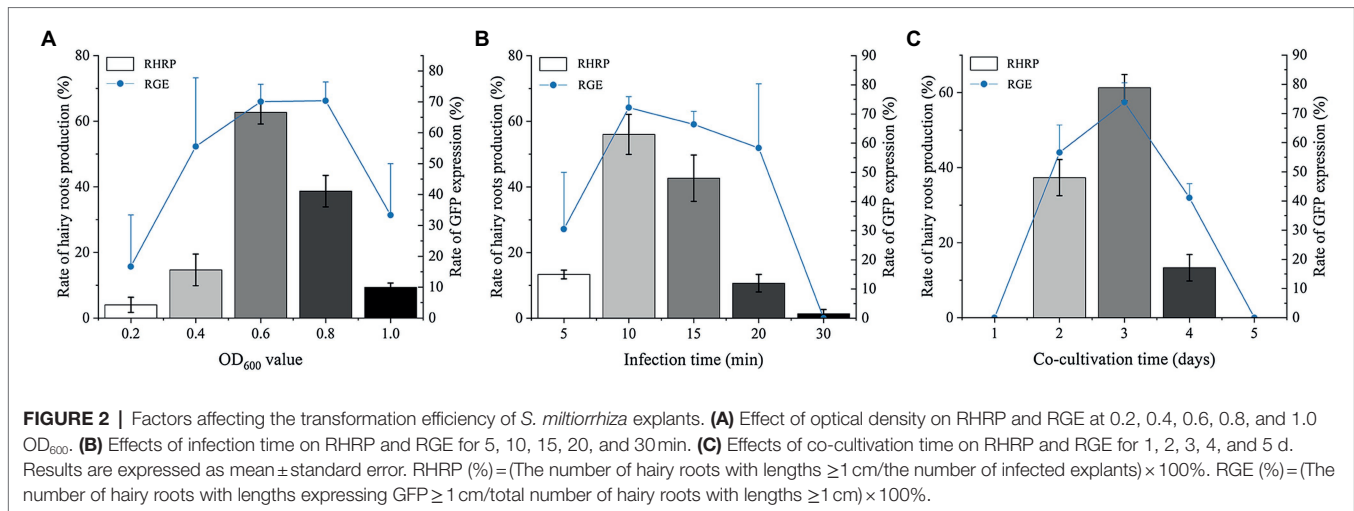 A
RHRP
RGE
Rate of hairy roots production (%)
80
60
40
20
0
0.2 0.4 0.6 0.8 1.0
OD600 value
80
70
60
50
40
30
20
10
0
Rate of GFP expression (%)
B
RHRP
RGE
Rate of hairy roots production (%)
80
60
40
20
0
5 10 15 20 30
Infection time (min)
90
80
70
60
50
40
30
20
10
0
Rate of GFP expression (%)
C
RHRP
RGE
Rate of hairy roots production (%)
60
40
20
0
1 2 3 4 5
Co-cultivation time (days)
90
80
70
60
50
40
30
20
10
0
Rate of GFP expression (%)
FIGURE 2 | Factors affecting the transformation efficiency of S. miltiorrhiza explants. (A) Effect of optical density on RHRP and RGE at 0.2, 0.4, 0.6, 0.8, and 1.0
OD600. (B) Effects of infection time on RHRP and RGE for 5, 10, 15, 20, and 30 min. (C) Effects of co-cultivation time on RHRP and RGE for 1, 2, 3, 4, and 5 d.
Results are expressed as mean ± standard error. RHRP (%) = (The number of hairy roots with lengths ≥1 cm/the number of infected explants) × 100%. RGE (%) = (The
number of hairy roots with lengths expressing GFP ≥ 1 cm/total number of hairy roots with lengths ≥1 cm) × 100%.